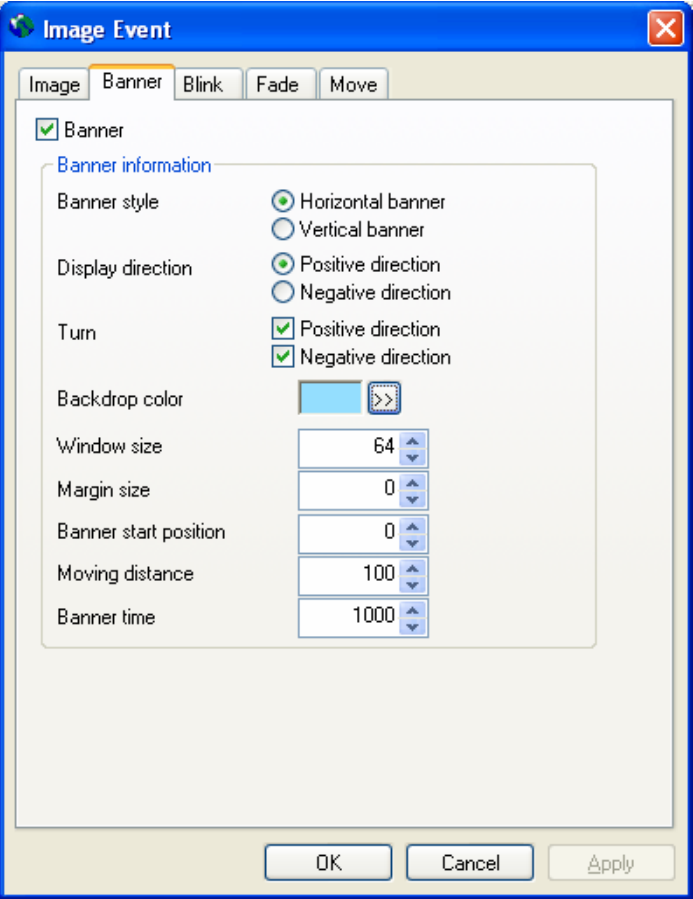 Image Event
Image Banner Blink Fade Move
Banner
Banner information
Banner style Horizontal banner
Vertical banner
Display direction Positive direction
Negative direction
Turn Positive direction
Negative direction
Backdrop color >>
Window size 64
Margin size 0
Banner start position 0
Moving distance 100
Banner time 1000
OK Cancel Apply